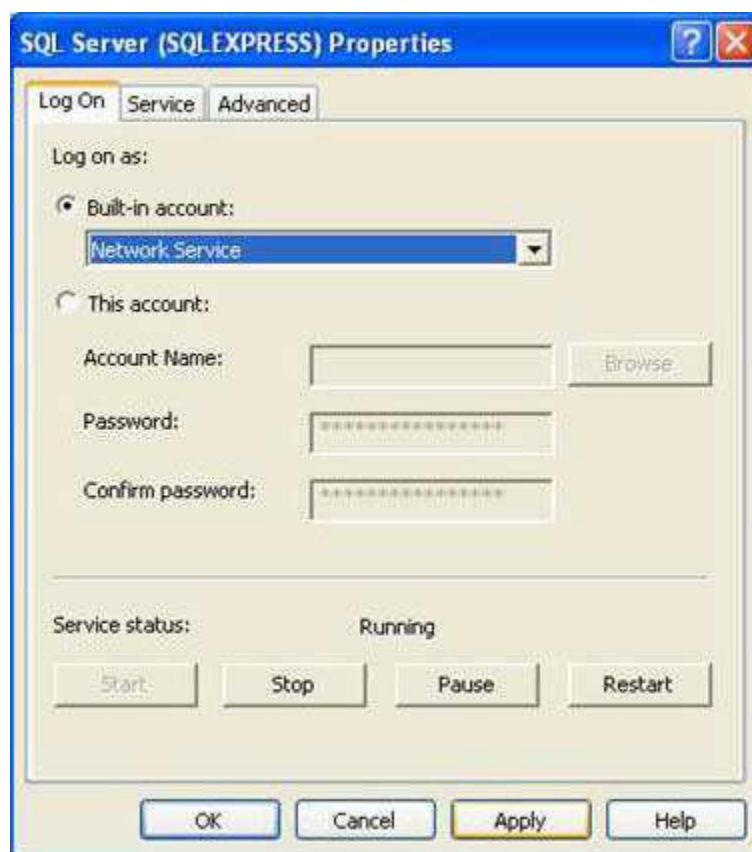 SQL Server (SQLEXPRESS) Properties
Log On Service Advanced
Log on as:
Built-in account:
Network Service
This account:
Account Name:
Browse
Password:
****************
Confirm password:
****************
Service status: Running
Start Stop Pause Restart
OK Cancel Apply Help